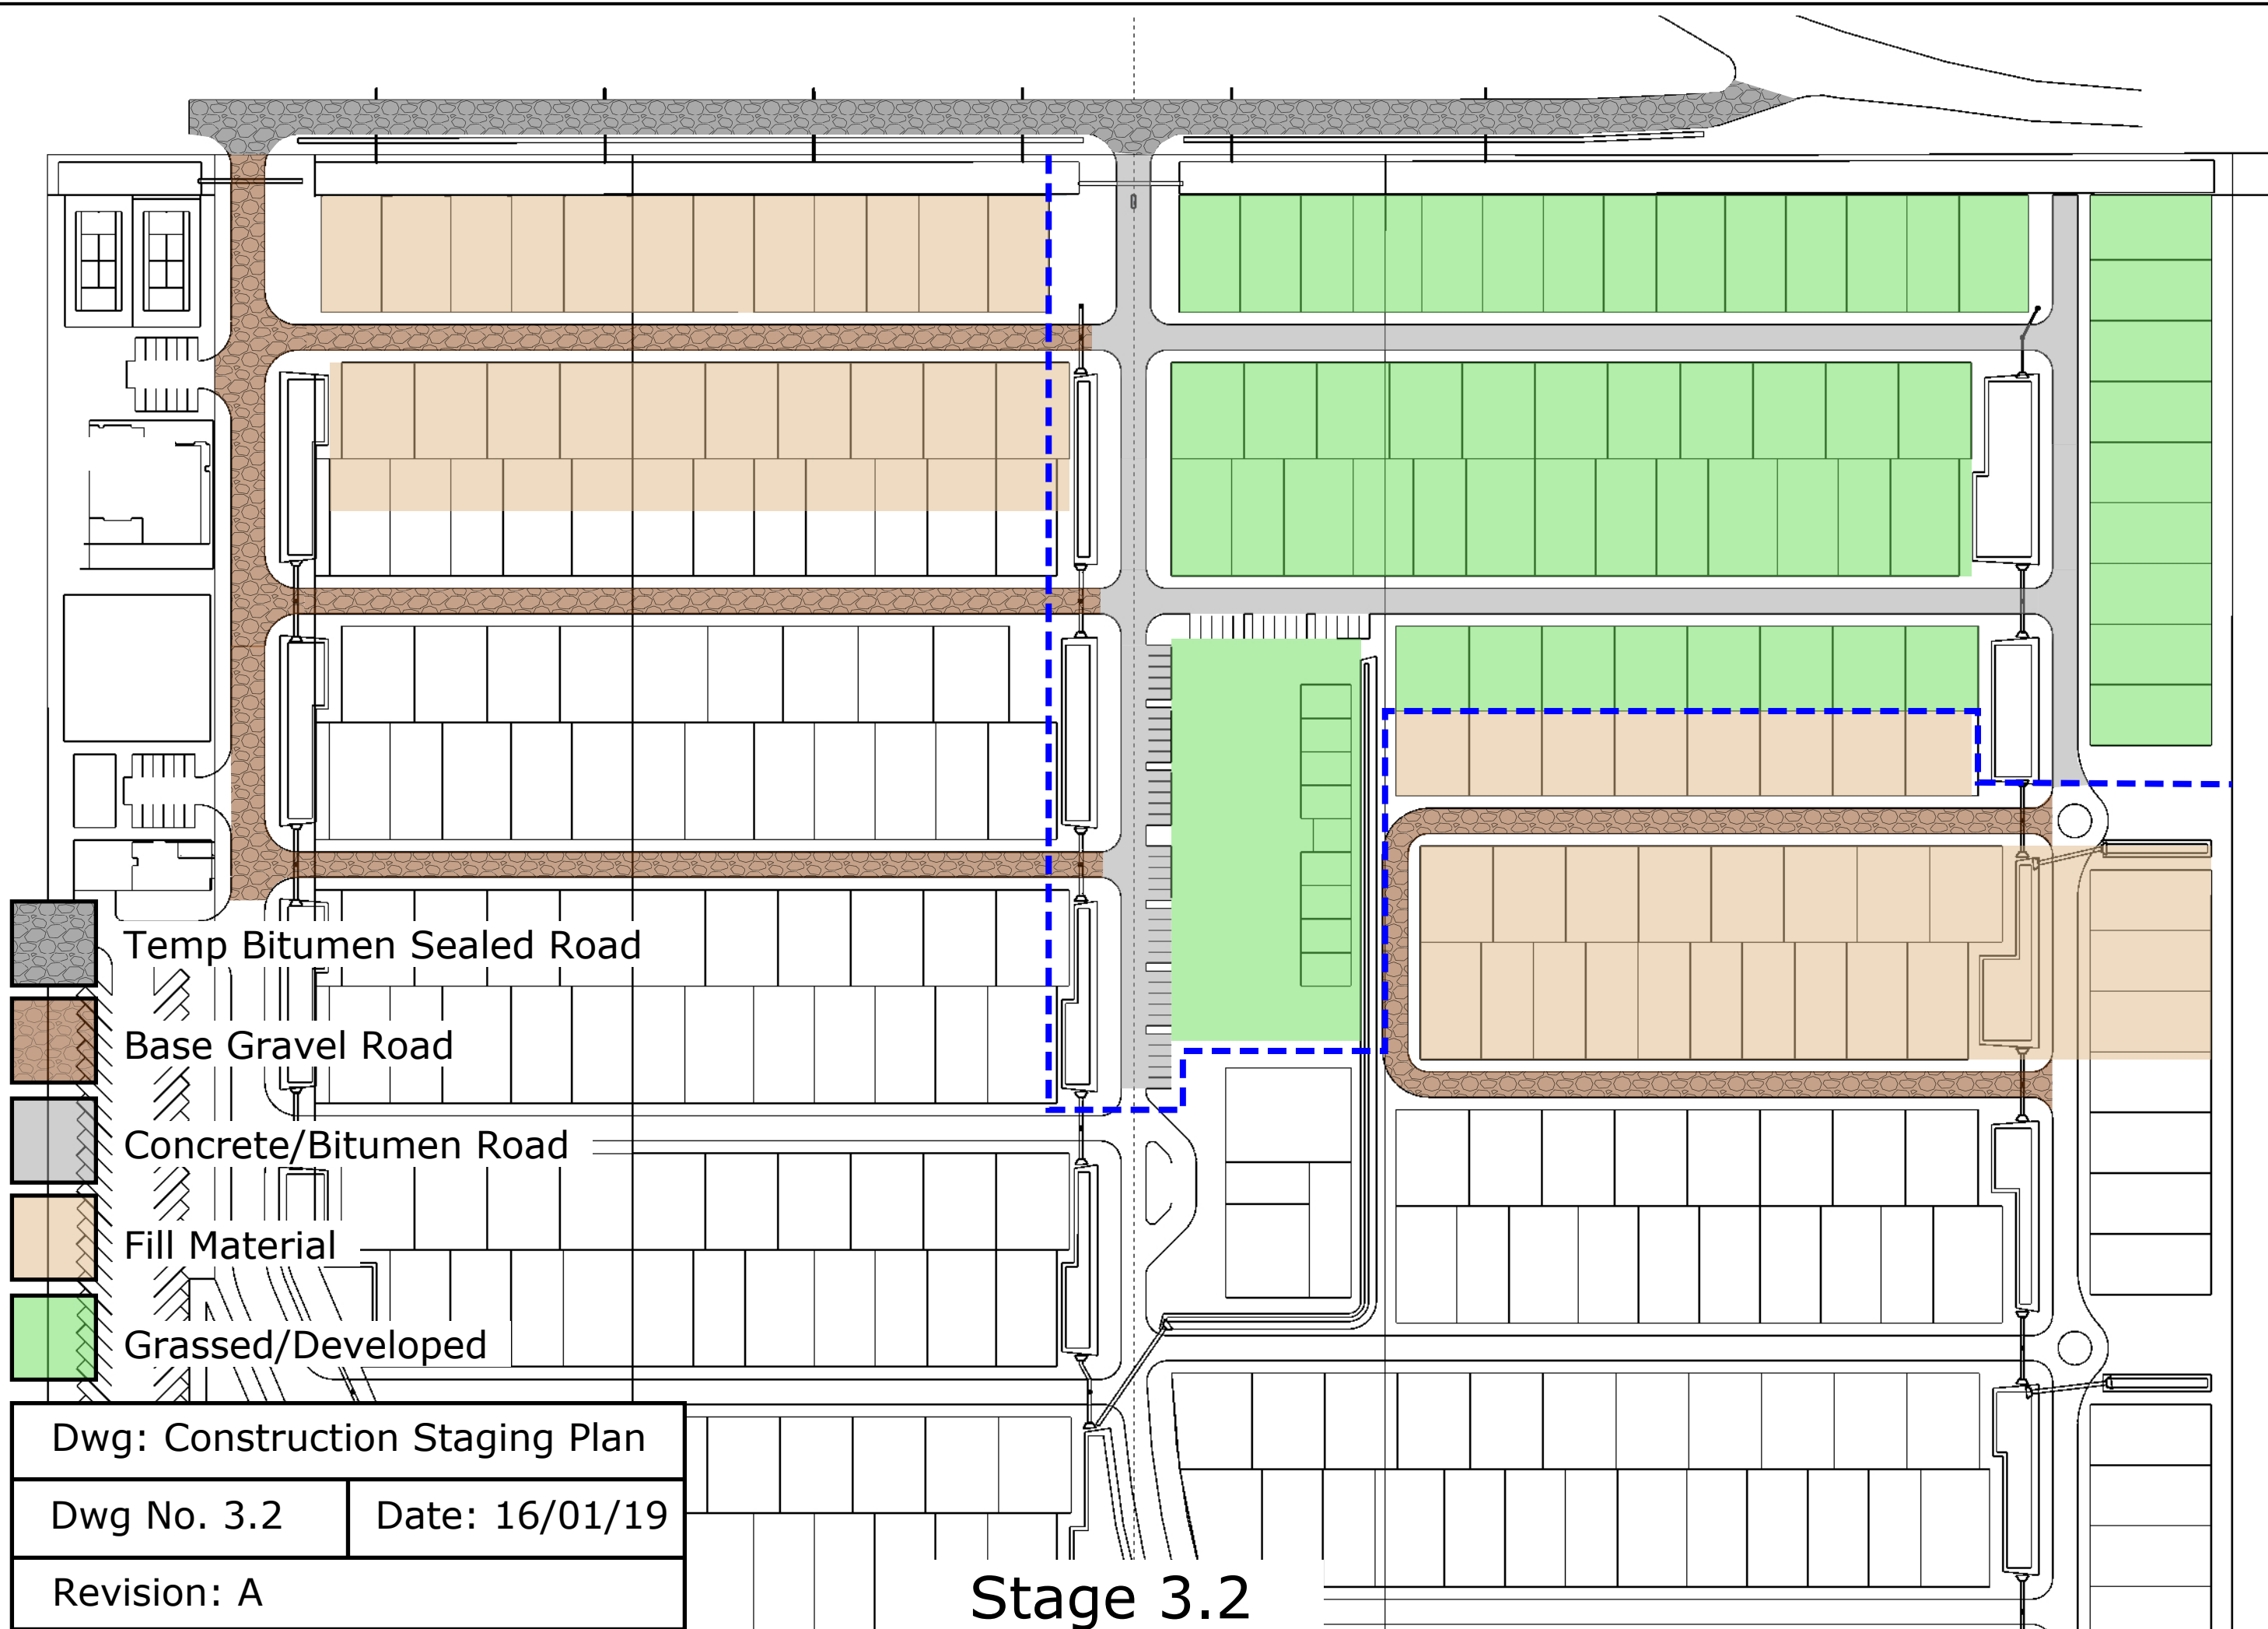 Temp Bitumen Sealed Road
Base Gravel Road
Concrete/Bitumen Road
Fill Material
Grassed/Developed
Dwg: Construction Staging Plan
Dwg No. 3.2
Date: 16/01/19
Revision: A
Stage 3.2